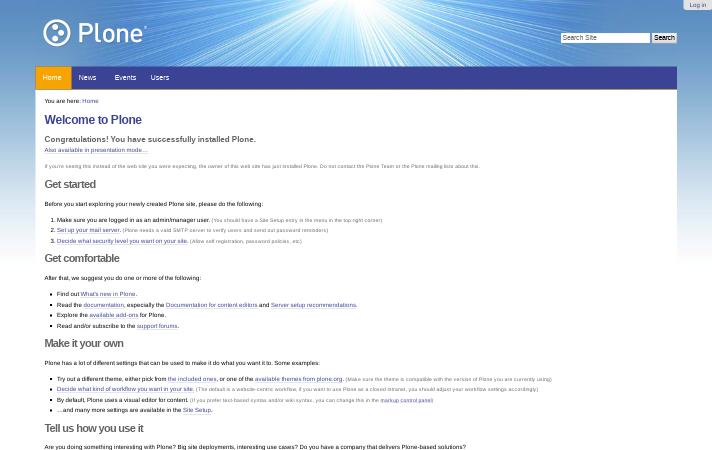 Log in
Plone®
Search Site
Search
Home
News
Events
Users
You are here: Home
Welcome to Plone
Congratulations! You have successfully installed Plone.
Also available in presentation mode…
If you're seeing this instead of the web site you were expecting, the owner of this web site has just installed Plone. Do not contact the Plone Team or the Plone mailing lists about this.
Get started
Before you start exploring your newly created Plone site, please do the following:
1. Make sure you are logged in as an admin/manager user. (You should have a Site Setup entry in the menu in the top right corner)
2. Set up your mail server. (Plone needs a valid SMTP server to verify users and send out password reminders)
3. Decide what security level you want on your site. (Allow self registration, password policies, etc)
Get comfortable
After that, we suggest you do one or more of the following:
Find out What's new in Plone.
Read the documentation, especially the Documentation for content editors and Server setup recommendations.
Explore the available add-ons for Plone.
Read and/or subscribe to the support forums.
Make it your own
Plone has a lot of different settings that can be used to make it do what you want it to. Some examples:
Try out a different theme, either pick from the included ones, or one of the available themes from plone.org. (Make sure the theme is compatible with the version of Plone you are currently using)
Decide what kind of workflow you want in your site. (The default is a website-centric workflow, if you want to use Plone as a closed intranet, you should adjust your workflow settings accordingly)
By default, Plone uses a visual editor for content. (If you prefer text-based syntax and/or wiki syntax, you can change this in the markup control panel)
…and many more settings are available in the Site Setup.
Tell us how you use it
Are you doing something interesting with Plone? Big site deployments, interesting use cases? Do you have a company that delivers Plone-based solutions?